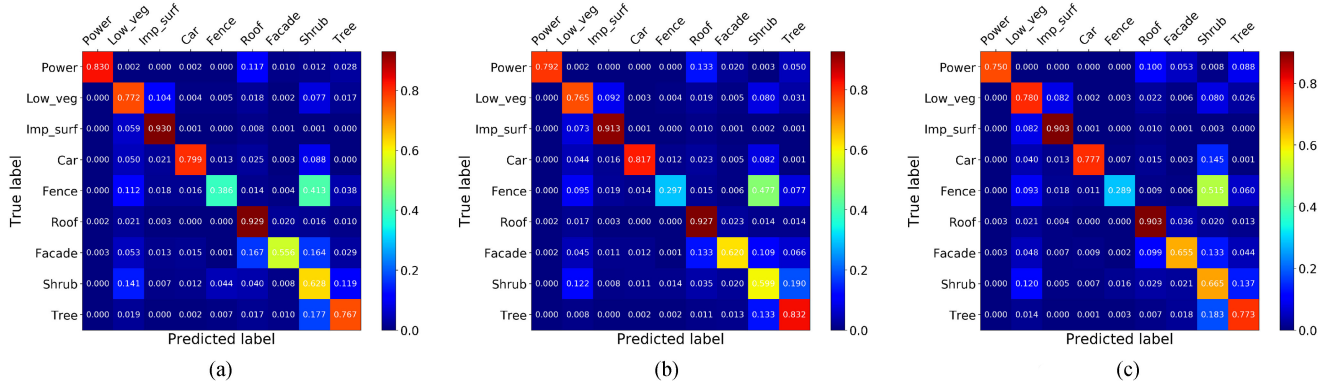 Power Low_veg Imp_surf Car Fence Roof Facade Shrub Tree
Power 0.830 0.002 0.000 0.000 0.000 0.117 0.010 0.012 0.028
Low_veg 0.000 0.772 0.104 0.004 0.005 0.018 0.002 0.077 0.017
Imp_surf 0.000 0.059 0.930 0.001 0.000 0.008 0.001 0.001 0.000
Car 0.000 0.050 0.021 0.799 0.013 0.025 0.003 0.088 0.000
Fence 0.000 0.112 0.018 0.016 0.386 0.014 0.004 0.413 0.038
Roof 0.002 0.021 0.003 0.000 0.000 0.929 0.020 0.016 0.010
Facade 0.003 0.053 0.013 0.015 0.001 0.167 0.556 0.164 0.029
Shrub 0.000 0.141 0.007 0.012 0.044 0.040 0.008 0.628 0.119
Tree 0.000 0.019 0.000 0.002 0.007 0.017 0.010 0.177 0.767
True label
Predicted label
0.8
0.6
0.4
0.2
0.0
(a)
Power Low_veg Imp_surf Car Fence Roof Facade Shrub Tree
Power 0.792 0.002 0.000 0.000 0.000 0.133 0.020 0.003 0.050
Low_veg 0.000 0.765 0.092 0.003 0.004 0.019 0.005 0.080 0.031
Imp_surf 0.000 0.073 0.913 0.001 0.000 0.010 0.001 0.002 0.001
Car 0.000 0.044 0.016 0.817 0.012 0.023 0.005 0.082 0.001
Fence 0.000 0.095 0.019 0.014 0.297 0.015 0.006 0.477 0.077
Roof 0.002 0.017 0.003 0.000 0.000 0.927 0.023 0.014 0.014
Facade 0.002 0.045 0.011 0.012 0.001 0.133 0.620 0.109 0.066
Shrub 0.000 0.122 0.008 0.011 0.014 0.035 0.020 0.590 0.190
Tree 0.000 0.008 0.000 0.002 0.002 0.011 0.013 0.133 0.832
True label
Predicted label
0.8
0.6
0.4
0.2
0.0
(b)
Power Low_veg Imp_surf Car Fence Roof Facade Shrub Tree
Power 0.750 0.000 0.000 0.000 0.000 0.100 0.053 0.008 0.088
Low_veg 0.000 0.780 0.082 0.003 0.002 0.022 0.006 0.080 0.026
Imp_surf 0.000 0.082 0.903 0.001 0.000 0.010 0.001 0.003 0.000
Car 0.000 0.040 0.013 0.777 0.007 0.015 0.003 0.145 0.001
Fence 0.000 0.093 0.018 0.011 0.289 0.009 0.006 0.515 0.060
Roof 0.003 0.021 0.004 0.000 0.000 0.903 0.036 0.020 0.013
Facade 0.003 0.048 0.007 0.009 0.002 0.099 0.655 0.133 0.044
Shrub 0.000 0.120 0.005 0.007 0.016 0.029 0.021 0.665 0.137
Tree 0.000 0.014 0.000 0.001 0.003 0.007 0.018 0.183 0.773
True label
Predicted label
0.8
0.6
0.4
0.2
0.0
(c)